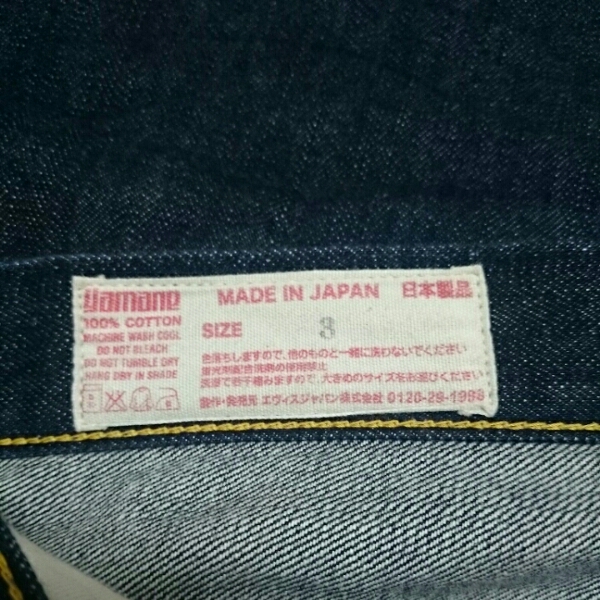 Yamane
MADE IN JAPAN 日本製品
100% COTTON
MACHINE WASH COOL
DO NOT BLEACH
DO NOT TUMBLE DRY
HANG DRY IN SHADE
SIZE 3
色落ちしますので、他のものと一緒に洗わないでください
蛍光剤配合洗剤の使用禁止
洗濯で若干縮みますので、大きめのサイズをお選びください
製作・発売元 エヴィスジャパン株式会社 0120-29-1998